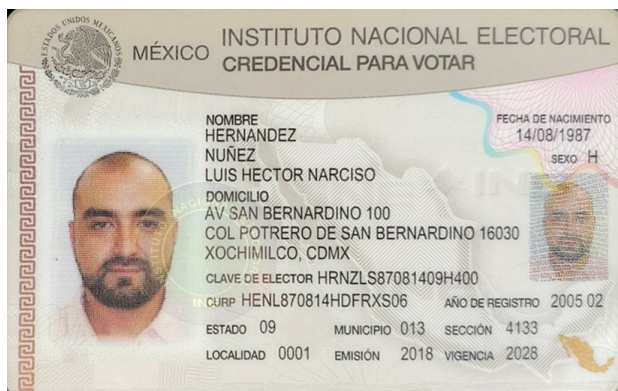 ESTADOS UNIDOS MEXICANOS
MÉXICO
INSTITUTO NACIONAL ELECTORAL
CREDENCIAL PARA VOTAR
NOMBRE
HERNANDEZ
NUÑEZ
LUIS HECTOR NARCISO
FECHA DE NACIMIENTO
14/08/1987
SEXO H
DOMICILIO
AV SAN BERNARDINO 100
COL POTRERO DE SAN BERNARDINO 16030
XOCHIMILCO, CDMX
CLAVE DE ELECTOR HRNZLS87081409H400
CURP HENL870814HDFRXS06 AÑO DE REGISTRO 2005 02
ESTADO 09 MUNICIPIO 013 SECCIÓN 4133
LOCALIDAD 0001 EMISIÓN 2018 VIGENCIA 2028